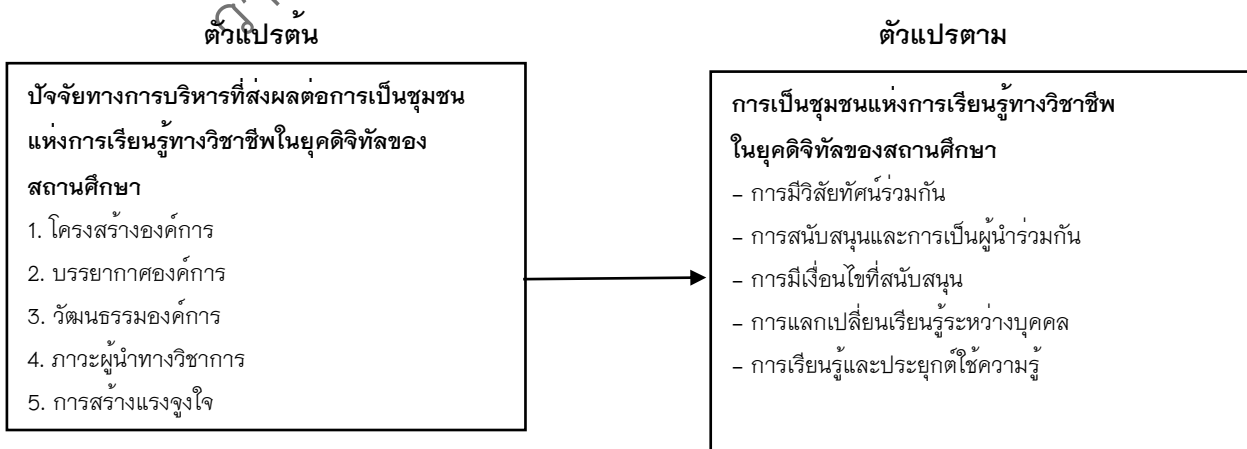 ตัวแปรต้น
ปัจจัยทางการบริหารที่ส่งผลต่อการเป็นชุมชน
แห่งการเรียนรู้ทางวิชาชีพในยุคดิจิทัลของ
สถานศึกษา
1. โครงสร้างองค์การ
2. บรรยากาศองค์การ
3. วัฒนธรรมองค์การ
4. ภาวะผู้นำทางวิชาการ
5. การสร้างแรงจูงใจ
ตัวแปรตาม
การเป็นชุมชนแห่งการเรียนรู้ทางวิชาชีพ
ในยุคดิจิทัลของสถานศึกษา
– การมีวิสัยทัศน์ร่วมกัน
– การสนับสนุนและการเป็นผู้นำร่วมกัน
– การมีเงื่อนไขที่สนับสนุน
– การแลกเปลี่ยนเรียนรู้ระหว่างบุคคล
– การเรียนรู้และประยุกต์ใช้ความรู้